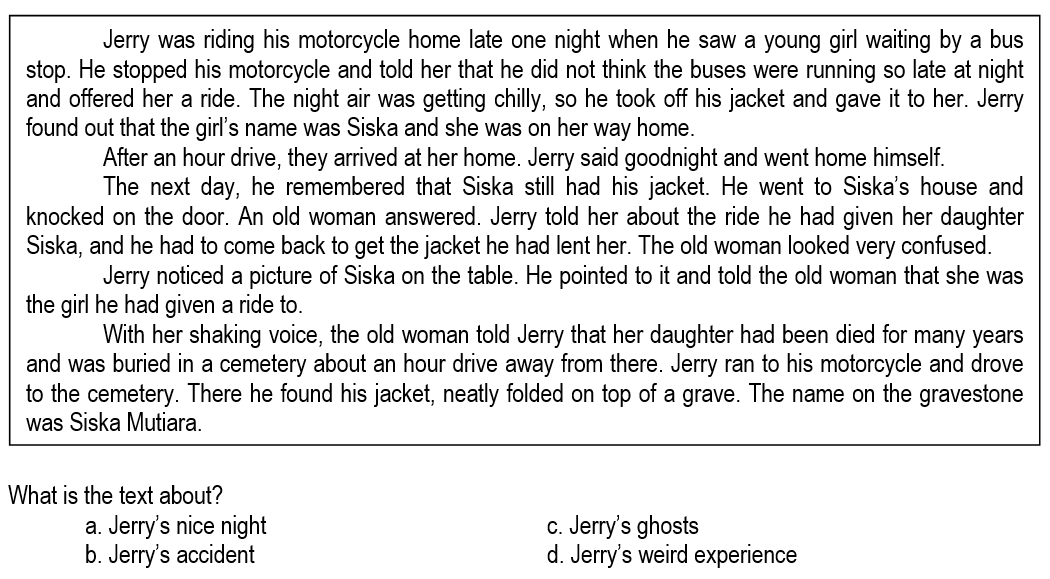 Jerry was riding his motorcycle home late one night when he saw a young girl waiting by a bus
stop. He stopped his motorcycle and told her that he did not think the buses were running so late at night
and offered her a ride. The night air was getting chilly, so he took off his jacket and gave it to her. Jerry
found out that the girl's name was Siska and she was on her way home.
After an hour drive, they arrived at her home. Jerry said goodnight and went home himself.
The next day, he remembered that Siska still had his jacket. He went to Siska's house and
knocked on the door. An old woman answered. Jerry told her about the ride he had given her daughter
Siska, and he had to come back to get the jacket he had lent her. The old woman looked very confused.
Jerry noticed a picture of Siska on the table. He pointed to it and told the old woman that she was
the girl he had given a ride to.
With her shaking voice, the old woman told Jerry that her daughter had been died for many years
and was buried in a cemetery about an hour drive away from there. Jerry ran to his motorcycle and drove
to the cemetery. There he found his jacket, neatly folded on top of a grave. The name on the gravestone
was Siska Mutiara.
What is the text about?
a. Jerry's nice night
b. Jerry's accident
c. Jerry's ghosts
d. Jerry's weird experience